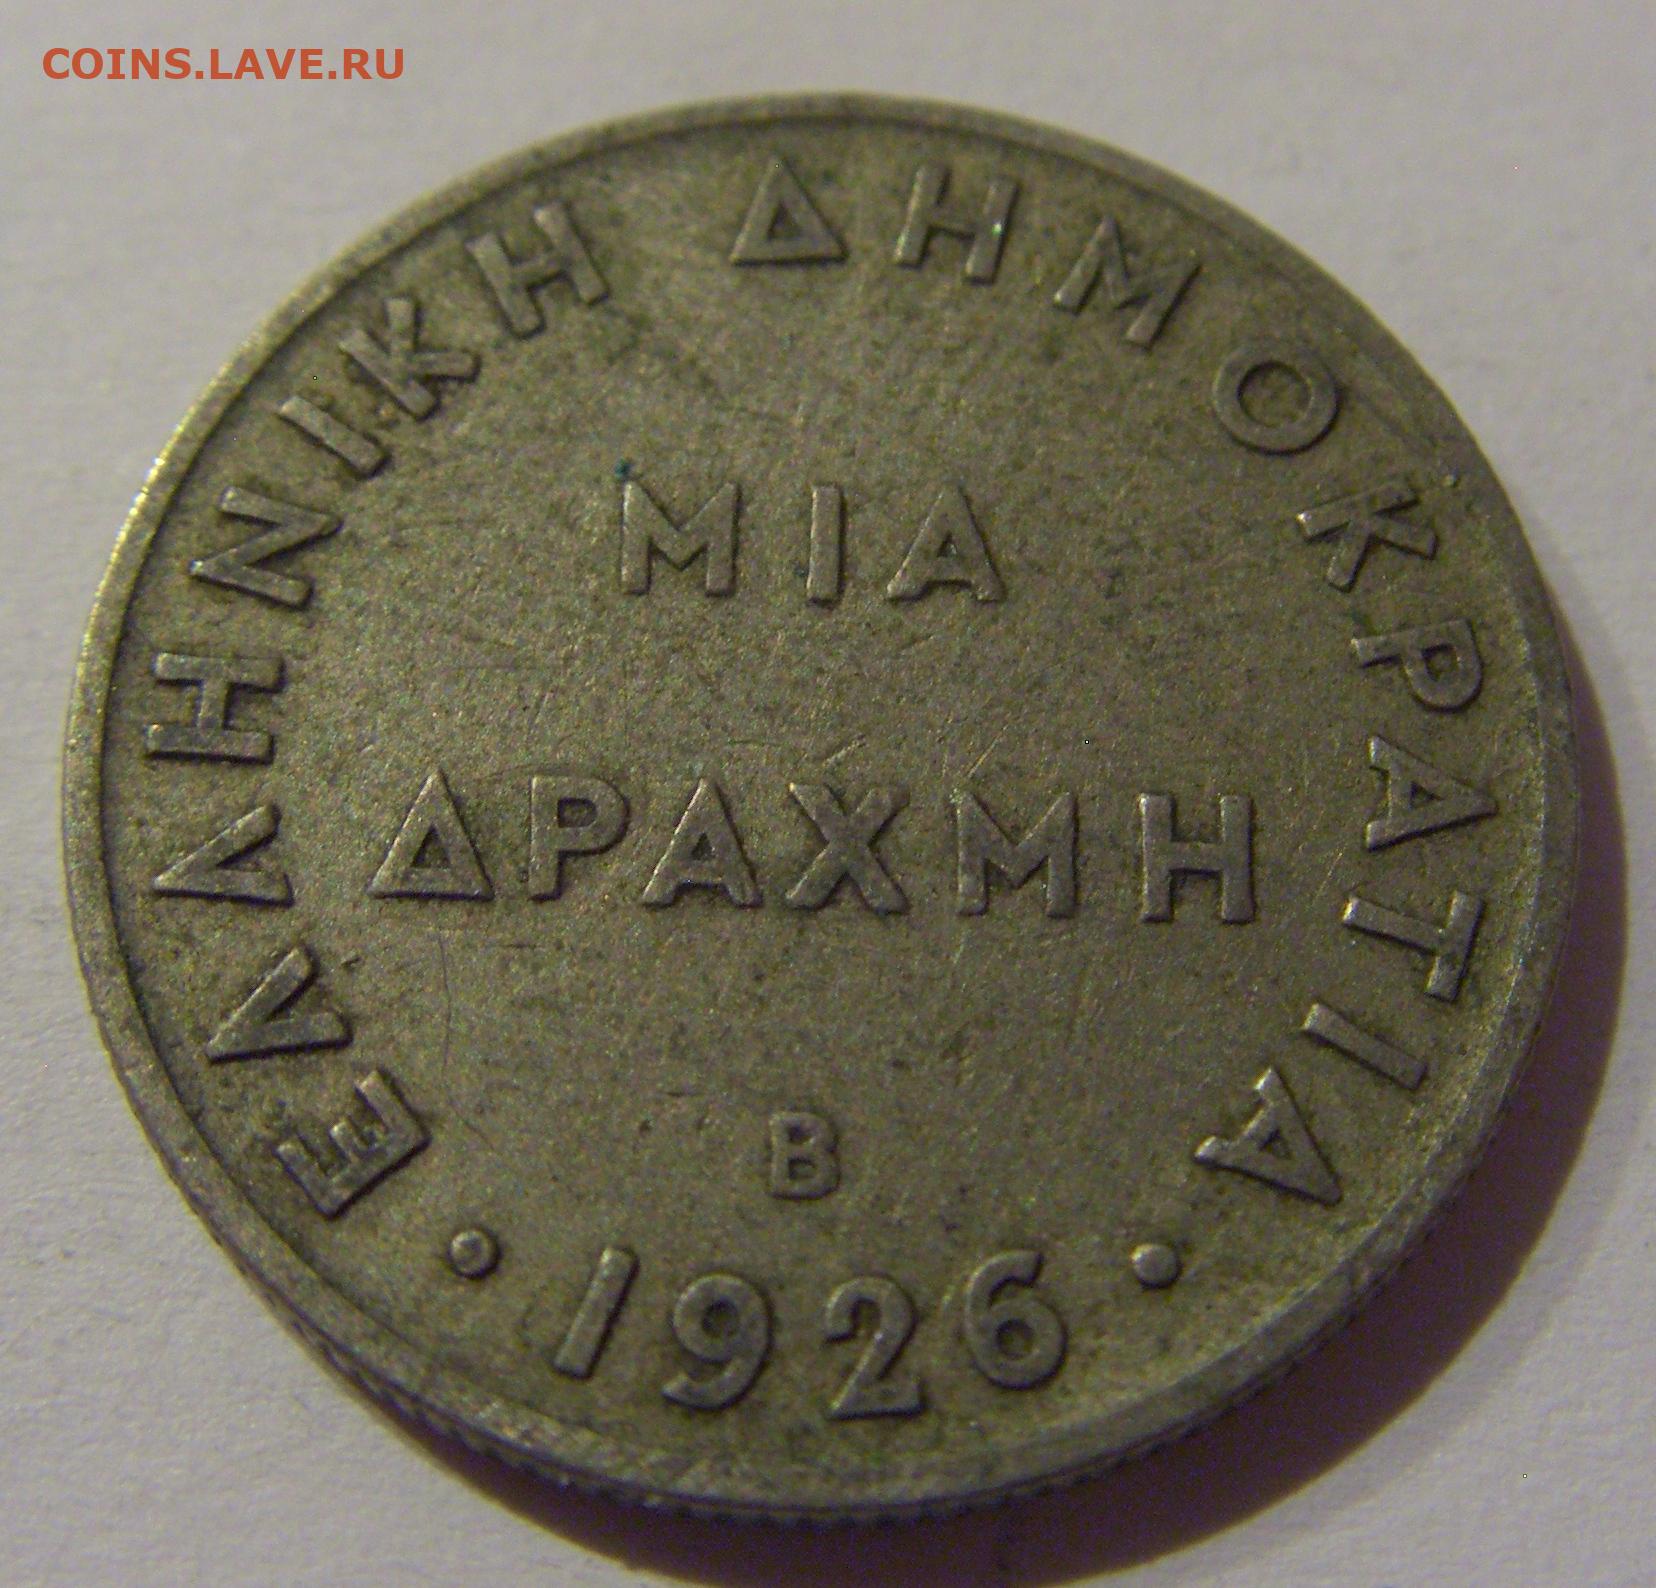 COINS.LAVE.RU
ΕΛΛΗΝΙΚΗ ΔΗΜΟΚΡΑΤΙΑ
ΜΙΑ
ΔΡΑΧΜΗ
Β
· 1926 ·